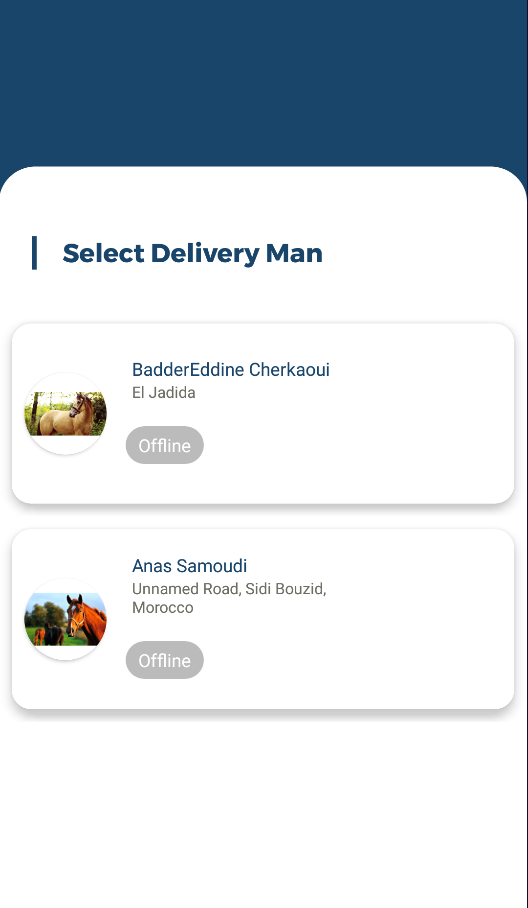 Select Delivery Man
BadderEddine Cherkaoui
El Jadida
Offline
Anas Samoudi
Unnamed Road, Sidi Bouzid,
Morocco
Offline